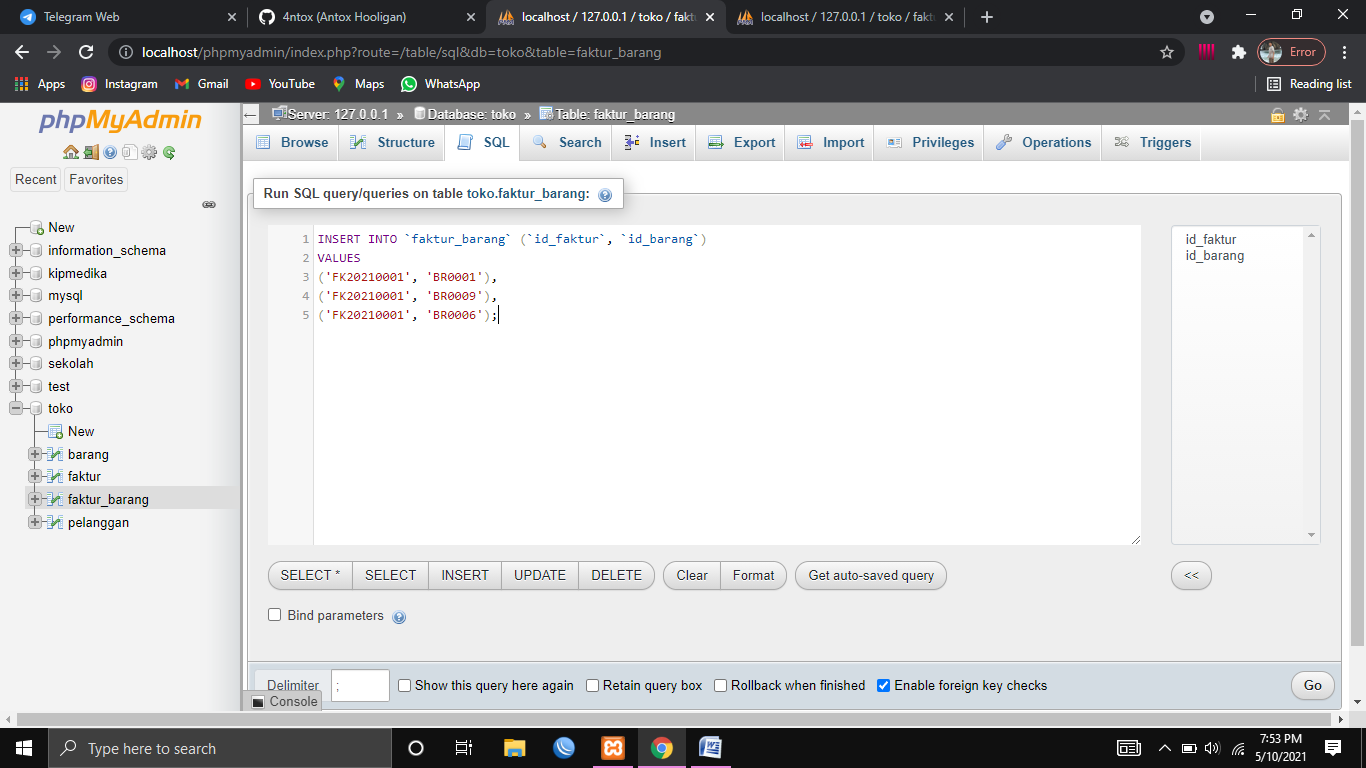 Telegram Web
4ntox (Antox Hooligan)
localhost / 127.0.0.1 / toko / fakt
localhost / 127.0.0.1 / toko / fakt
localhost/phpmyadmin/index.php?route=/table/sql&db=toko&table=faktur_barang
Error
Apps
Instagram
Gmail
YouTube
Maps
WhatsApp
Reading list
phpMyAdmin
Recent
Favorites
New
information_schema
kipmedika
mysql
performance_schema
phpmyadmin
sekolah
test
toko
New
barang
faktur
faktur_barang
pelanggan
Server: 127.0.0.1 » Database: toko » Table: faktur_barang
Browse
Structure
SQL
Search
Insert
Export
Import
Privileges
Operations
Triggers
Run SQL query/queries on table toko.faktur_barang:
1 INSERT INTO `faktur_barang` (`id_faktur`, `id_barang`)
2 VALUES
3 ('FK20210001', 'BR0001'),
4 ('FK20210001', 'BR0009'),
5 ('FK20210001', 'BR0006');
id_faktur
id_barang
SELECT *
SELECT
INSERT
UPDATE
DELETE
Clear
Format
Get auto-saved query
<<
Bind parameters
Delimiter
;
Show this query here again
Retain query box
Rollback when finished
Enable foreign key checks
Go
Console
Type here to search
7:53 PM
5/10/2021